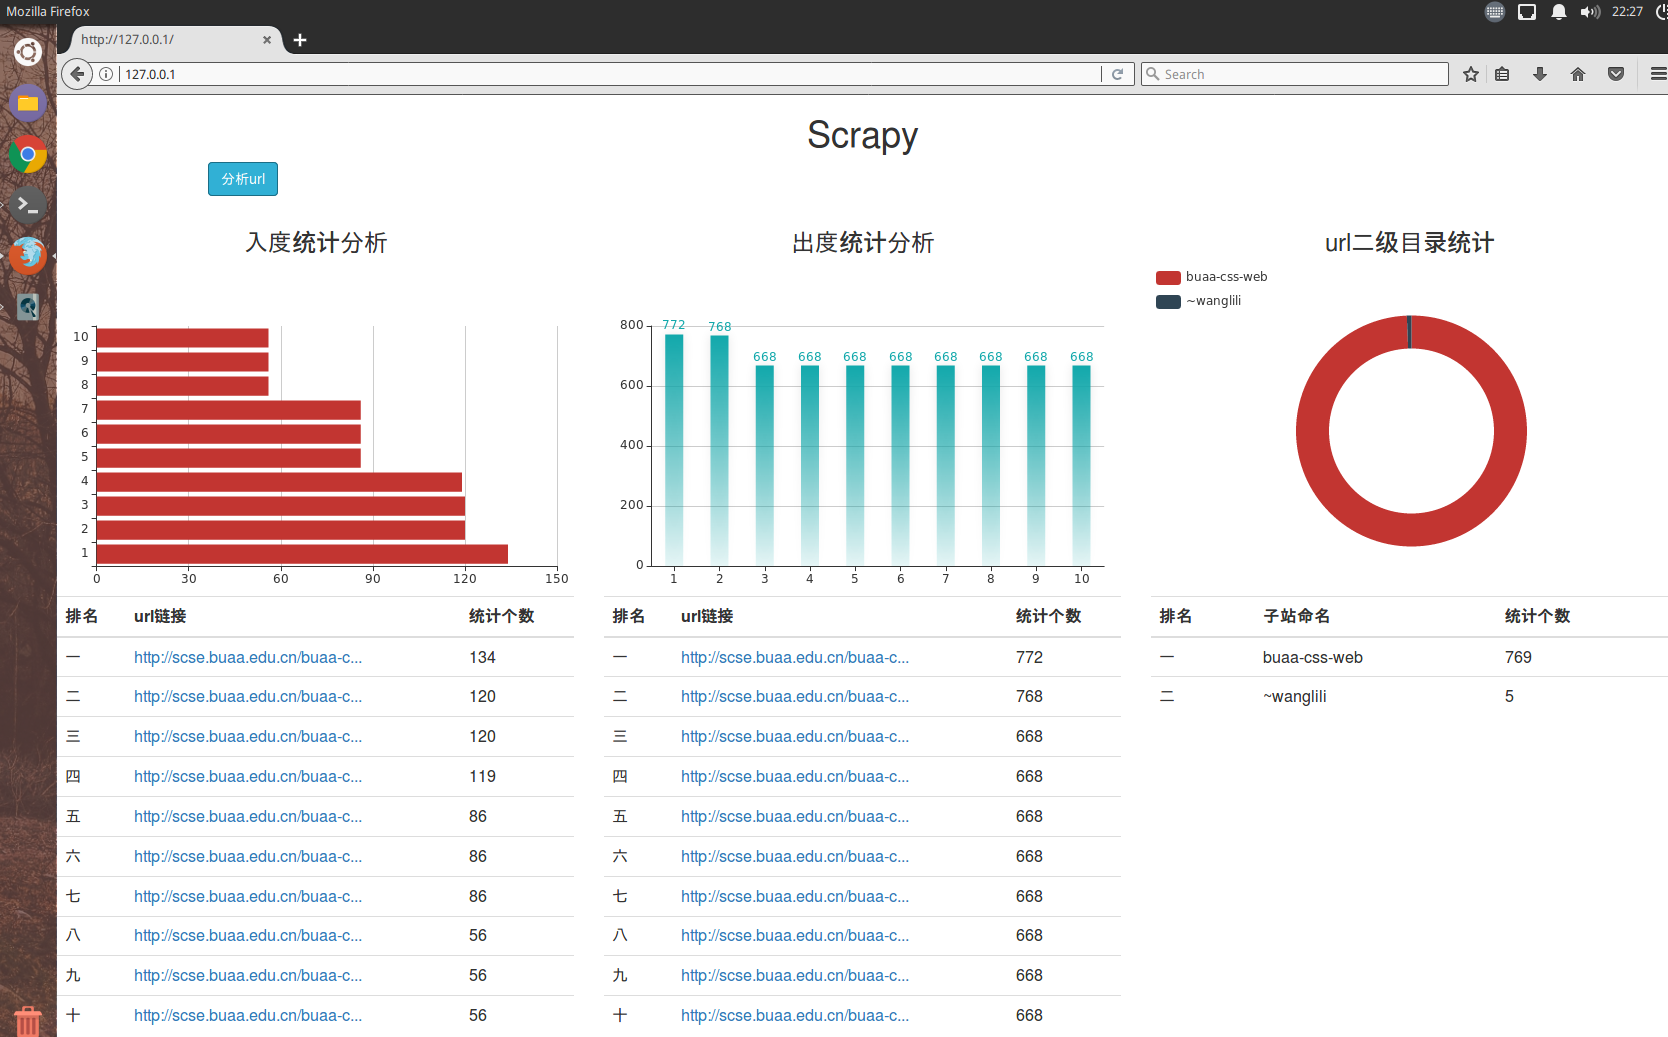 Mozilla Firefox
22:27
http://127.0.0.1/
127.0.0.1
Search
Scrapy
分析url
入度统计分析
10
9
8
7
6
5
4
3
2
1
0 30 60 90 120 150
排名 url链接 统计个数
一 http://scse.buaa.edu.cn/buaa-c... 134
二 http://scse.buaa.edu.cn/buaa-c... 120
三 http://scse.buaa.edu.cn/buaa-c... 120
四 http://scse.buaa.edu.cn/buaa-c... 119
五 http://scse.buaa.edu.cn/buaa-c... 86
六 http://scse.buaa.edu.cn/buaa-c... 86
七 http://scse.buaa.edu.cn/buaa-c... 86
八 http://scse.buaa.edu.cn/buaa-c... 56
九 http://scse.buaa.edu.cn/buaa-c... 56
十 http://scse.buaa.edu.cn/buaa-c... 56
出度统计分析
772 768 668 668 668 668 668 668 668 668
800
600
400
200
0
1 2 3 4 5 6 7 8 9 10
排名 url链接 统计个数
一 http://scse.buaa.edu.cn/buaa-c... 772
二 http://scse.buaa.edu.cn/buaa-c... 768
三 http://scse.buaa.edu.cn/buaa-c... 668
四 http://scse.buaa.edu.cn/buaa-c... 668
五 http://scse.buaa.edu.cn/buaa-c... 668
六 http://scse.buaa.edu.cn/buaa-c... 668
七 http://scse.buaa.edu.cn/buaa-c... 668
八 http://scse.buaa.edu.cn/buaa-c... 668
九 http://scse.buaa.edu.cn/buaa-c... 668
十 http://scse.buaa.edu.cn/buaa-c... 668
url二级目录统计
buaa-css-web
~wanglili
排名 子站命名 统计个数
一 buaa-css-web 769
二 ~wanglili 5